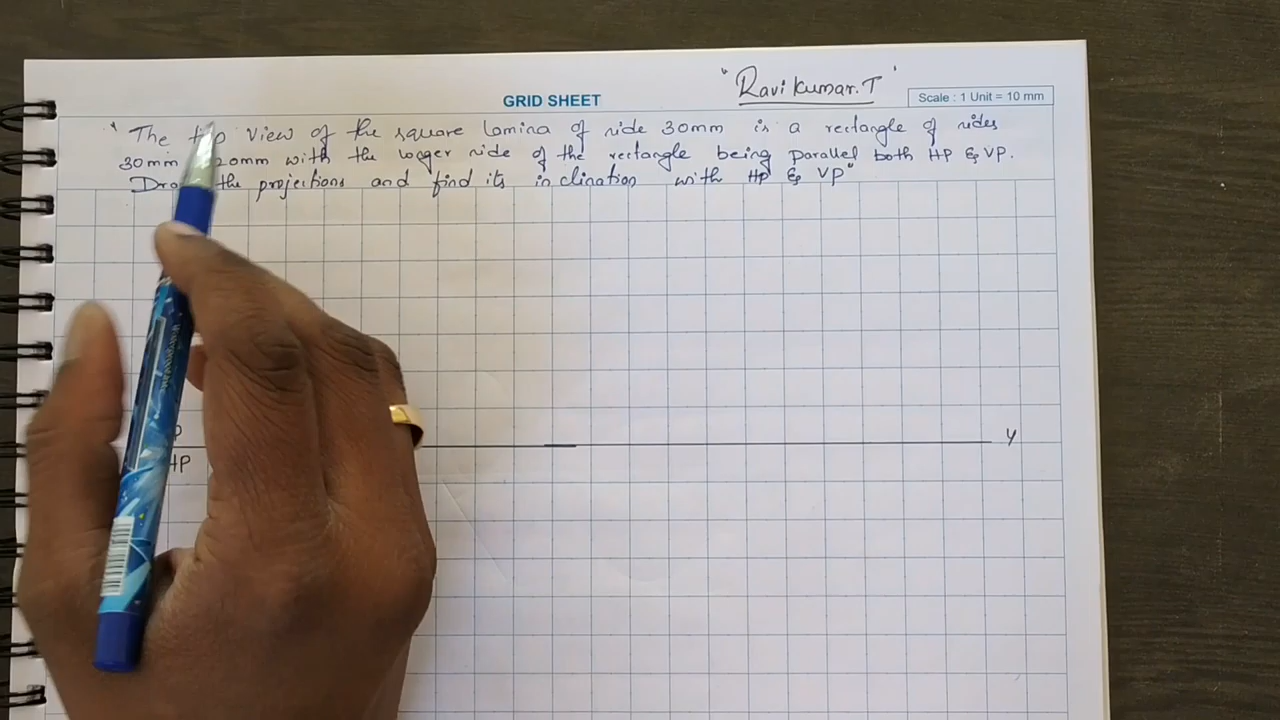 "Ravi kumar.T"
GRID SHEET
Scale : 1 Unit = 10 mm
"The top View of the square lamina of side 30mm is a rectangle of sides
30mm 20mm with the longer side of the rectangle being parallel both HP & VP.
the projections and find its inclination with HP & VP"
Y
HP